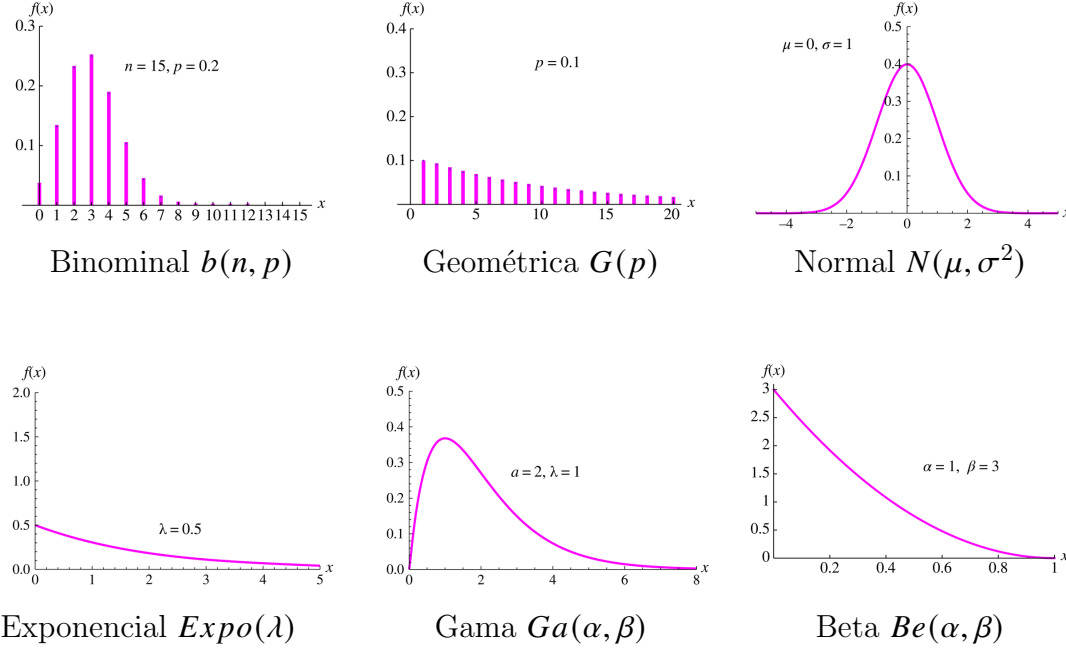 f(x)
0.3
0.2
0.1
n = 15, p = 0.2
0 1 2 3 4 5 6 7 8 9 10 11 12 13 14 15 x
Binominal b(n, p)
f(x)
0.4
0.3
0.2
0.1
p = 0.1
0 5 10 15 20 x
Geométrica G(p)
f(x)
0.5
0.4
0.3
0.2
0.1
μ = 0, σ = 1
−4 −2 0 2 4 x
Normal N(μ, σ²)
f(x)
2.0
1.5
1.0
0.5
0.0
λ = 0.5
0 1 2 3 4 5 x
Exponencial Expo(λ)
f(x)
0.5
0.4
0.3
0.2
0.1
0.0
a = 2, λ = 1
0 2 4 6 8 x
Gama Ga(α, β)
f(x)
3
2.5
2
1.5
1
0.5
0
α = 1, β = 3
0.2 0.4 0.6 0.8 1 x
Beta Be(α, β)